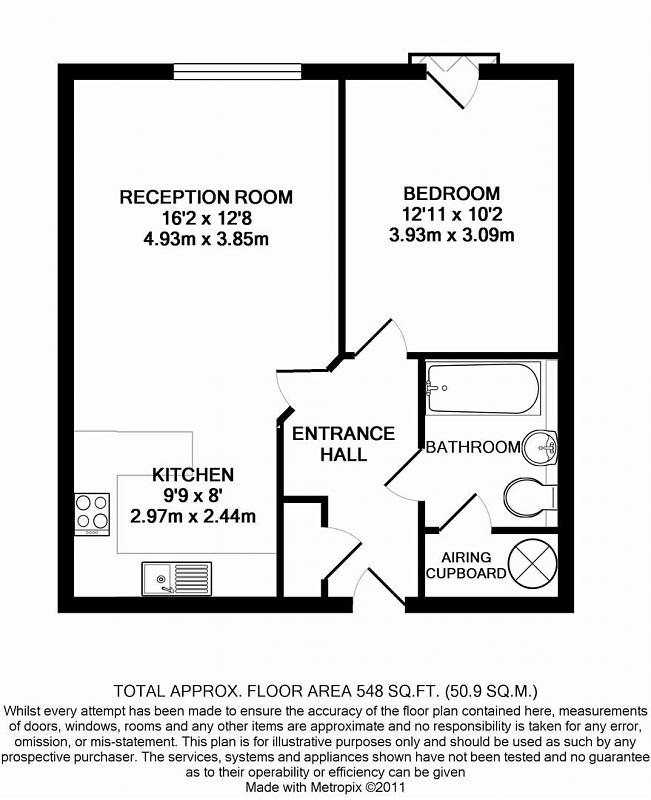 RECEPTION ROOM
16'2 x 12'8
4.93m x 3.85m
BEDROOM
12'11 x 10'2
3.93m x 3.09m
ENTRANCE
HALL
BATHROOM
KITCHEN
9'9 x 8'
2.97m x 2.44m
AIRING
CUPBOARD
TOTAL APPROX. FLOOR AREA 548 SQ.FT. (50.9 SQ.M.)
Whilst every attempt has been made to ensure the accuracy of the floor plan contained here, measurements
of doors, windows, rooms and any other items are approximate and no responsibility is taken for any error,
omission, or mis-statement. This plan is for illustrative purposes only and should be used as such by any
prospective purchaser. The services, systems and appliances shown have not been tested and no guarantee
as to their operability or efficiency can be given
Made with Metropix ©2011